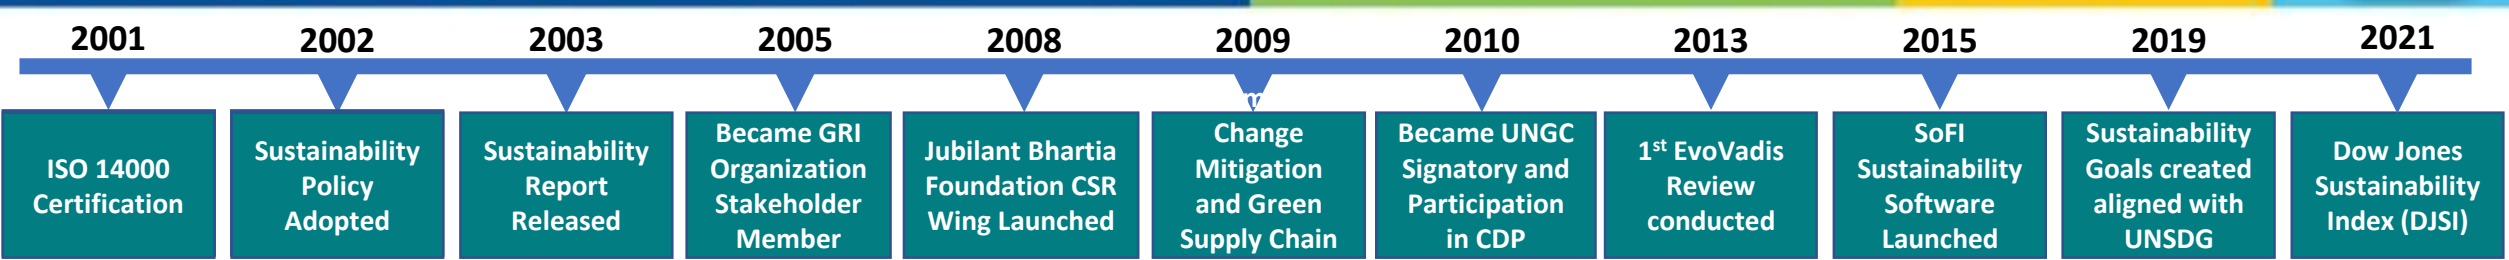 2001
ISO 14000
Certification
2002
Sustainability
Policy
Adopted
2003
Sustainability
Report
Released
2005
Became GRI
Organization
Stakeholder
Member
2008
Jubilant Bhartia
Foundation CSR
Wing Launched
2009
Change
Mitigation
and Green
Supply Chain
2010
Became UNGC
Signatory and
Participation
in CDP
2013
1st EvoVadis
Review
conducted
2015
SoFI
Sustainability
Software
Launched
2019
Sustainability
Goals created
aligned with
UNSDG
2021
Dow Jones
Sustainability
Index (DJSI)